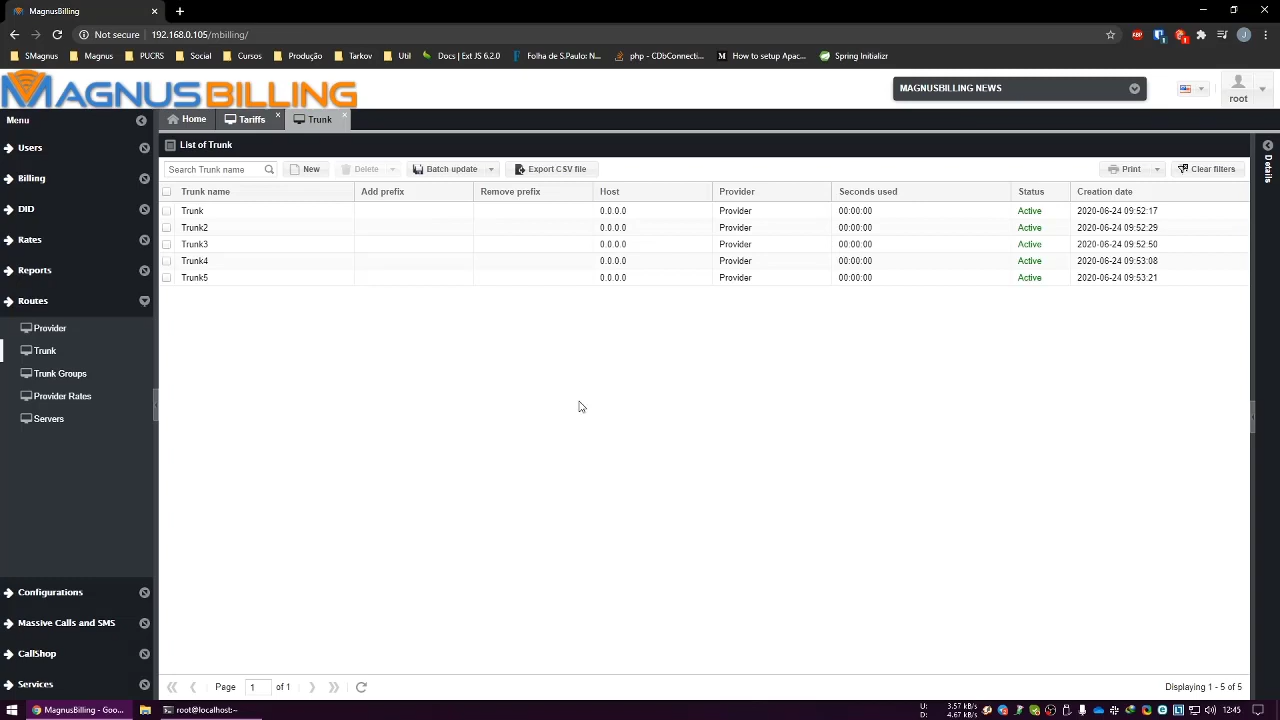 MagnusBilling
Not secure 192.168.0.105/mbilling/
SMagnus Magnus PUCRS Social Cursos Produção Tarkov Util Docs | Ext JS 6.2.0 Folha de S.Paulo: N... php - CDbConnecti... How to setup Apac... Spring Initializr
MAGNUSBILLING
MAGNUSBILLING NEWS
root
Menu
Home Tariffs Trunk
Users
Billing
DID
Rates
Reports
Routes
Provider
Trunk
Trunk Groups
Provider Rates
Servers
Configurations
Massive Calls and SMS
CallShop
Services
List of Trunk
Search Trunk name New Delete Batch update Export CSV file Print Clear filters
Trunk name Add prefix Remove prefix Host Provider Seconds used Status Creation date
Trunk 0.0.0.0 Provider 00:00:00 Active 2020-06-24 09:52:17
Trunk2 0.0.0.0 Provider 00:00:00 Active 2020-06-24 09:52:29
Trunk3 0.0.0.0 Provider 00:00:00 Active 2020-06-24 09:52:50
Trunk4 0.0.0.0 Provider 00:00:00 Active 2020-06-24 09:53:08
Trunk5 0.0.0.0 Provider 00:00:00 Active 2020-06-24 09:53:21
Details
Page 1 of 1
Displaying 1 - 5 of 5
MagnusBilling - Goo... root@localhost:~
U: 3.57 kB/s
D: 4.67 kB/s
12:45